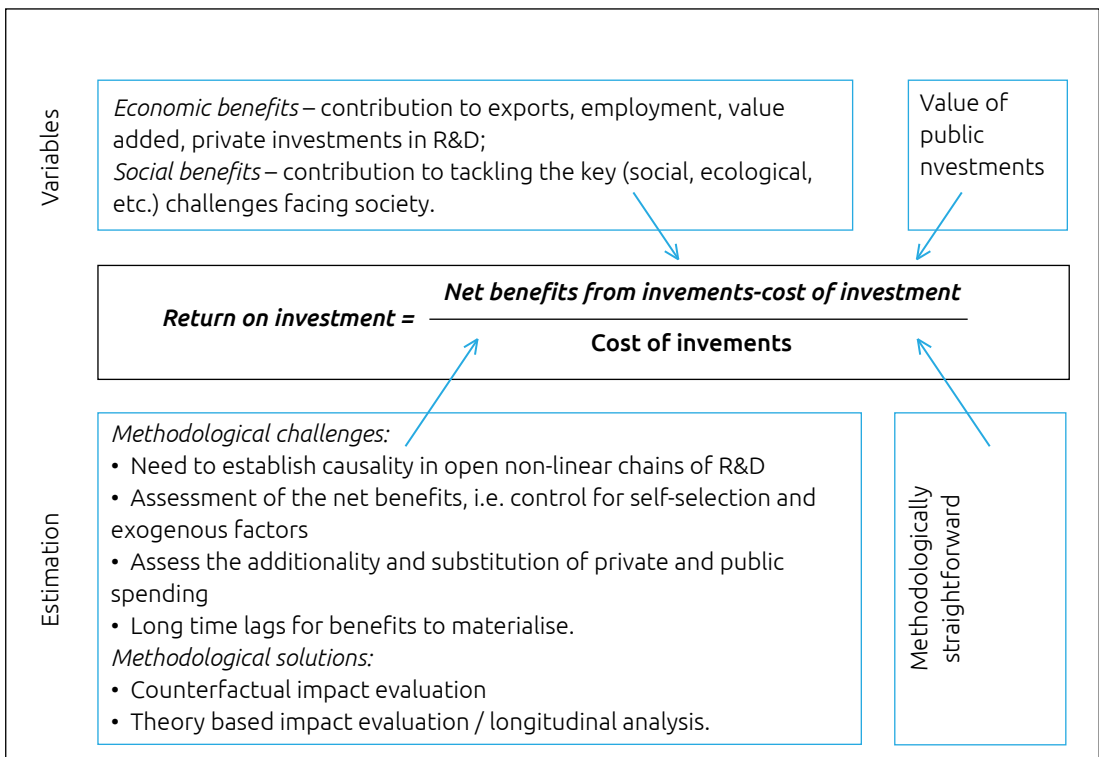 Variables
Economic benefits – contribution to exports, employment, value
added, private investments in R&D;
Social benefits – contribution to tackling the key (social, ecological,
etc.) challenges facing society.
Value of
public
nvestments
Return on investment =
Net benefits from invements-cost of investment
Cost of invements
Estimation
Methodological challenges:
• Need to establish causality in open non-linear chains of R&D
• Assessment of the net benefits, i.e. control for self-selection and
exogenous factors
• Assess the additionality and substitution of private and public
spending
• Long time lags for benefits to materialise.
Methodological solutions:
• Counterfactual impact evaluation
• Theory based impact evaluation / longitudinal analysis.
Methodologically
straightforward